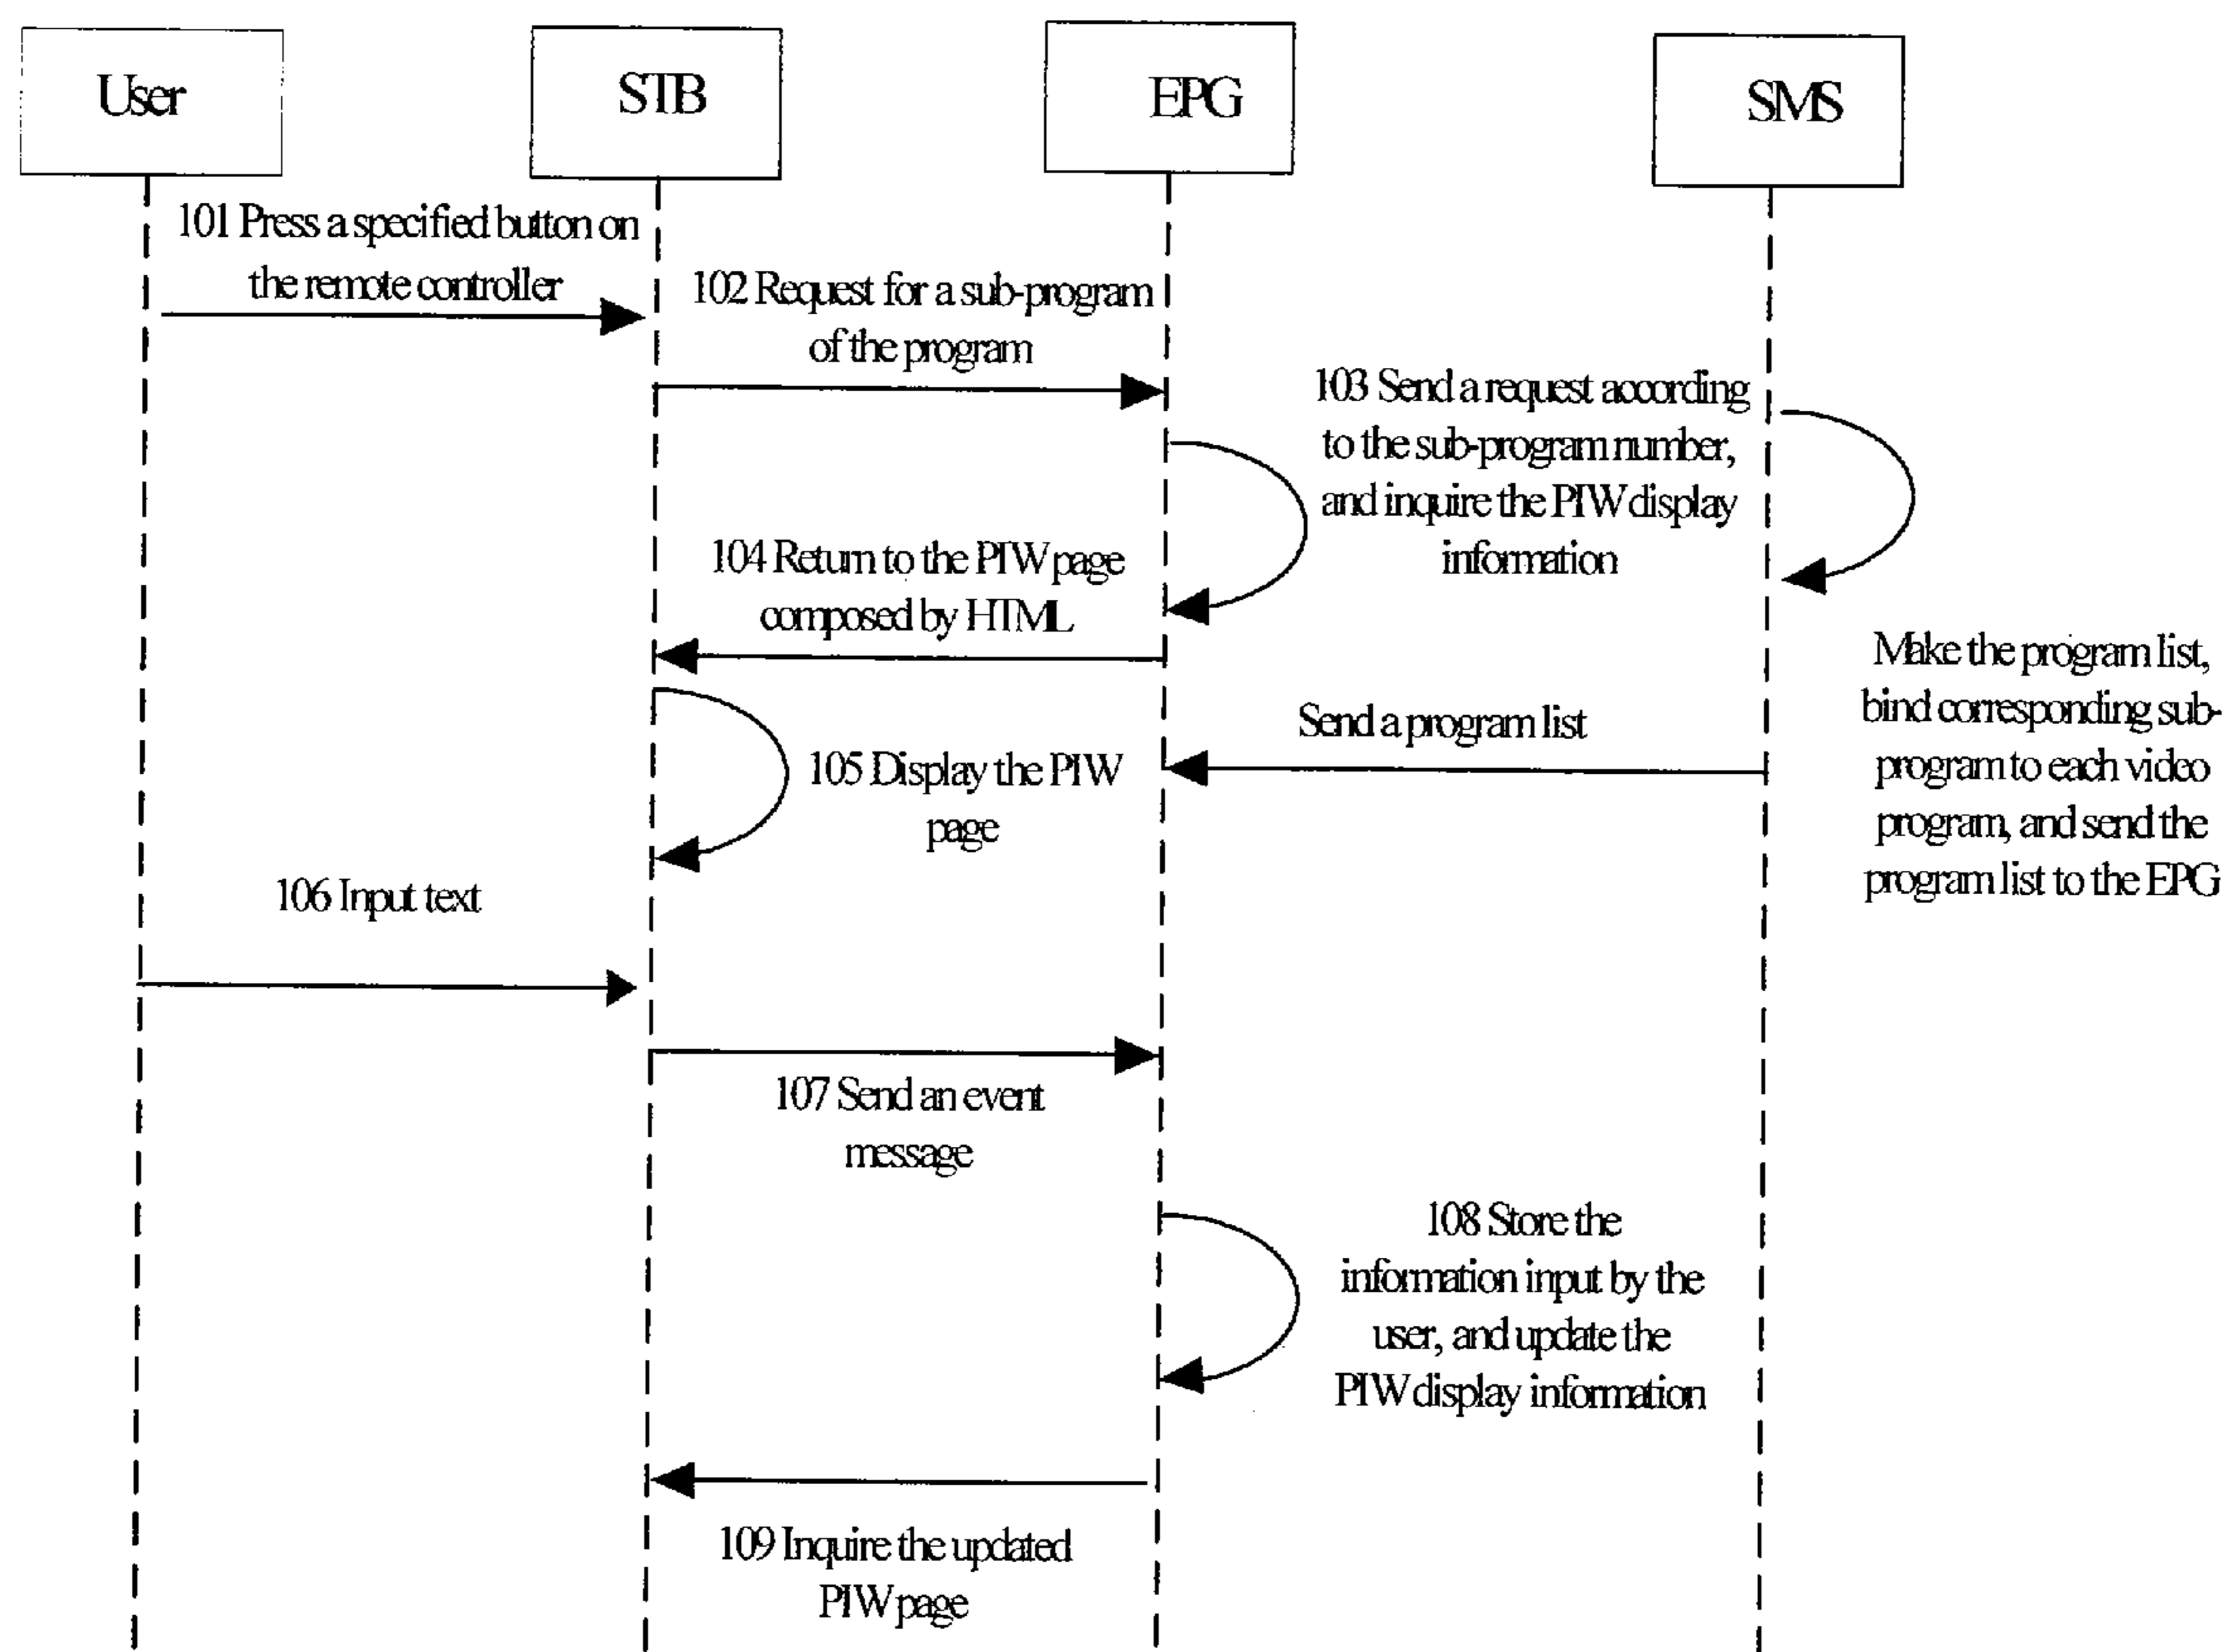 User
STB
EPG
SMS
101 Press a specified button on
the remote controller
102 Request for a sub-program
of the program
103 Send a request according
to the sub-program number,
and inquire the PIW display
information
104 Return to the PIW page
composed by HTML
Make the program list,
bind corresponding sub-
program to each video
program, and send the
program list to the EPG
Send a program list
105 Display the PIW
page
106 Input text
107 Send an event
message
108 Store the
information input by the
user, and update the
PIW display information
109 Inquire the updated
PIW page